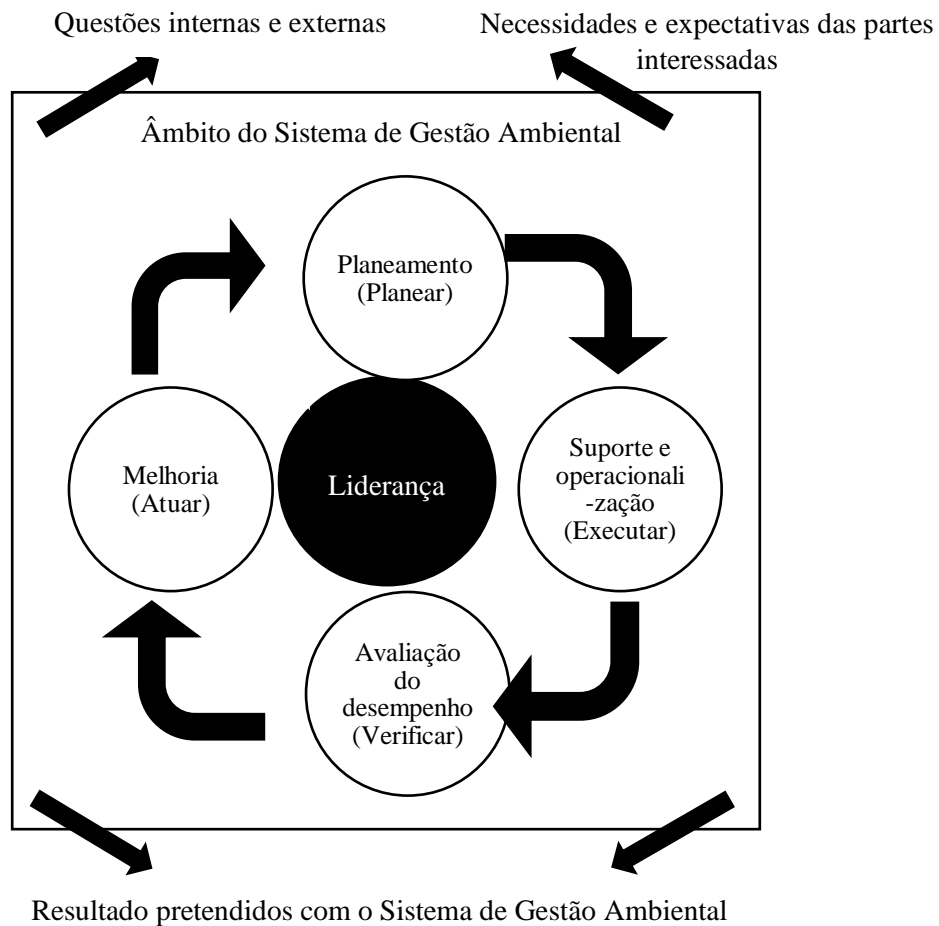 Questões internas e externas
Necessidades e expectativas das partes
interessadas
Âmbito do Sistema de Gestão Ambiental
Planeamento
(Planear)
Melhoria
(Atuar)
Liderança
Suporte e
operacionali
-zação
(Executar)
Avaliação
do
desempenho
(Verificar)
Resultado pretendidos com o Sistema de Gestão Ambiental